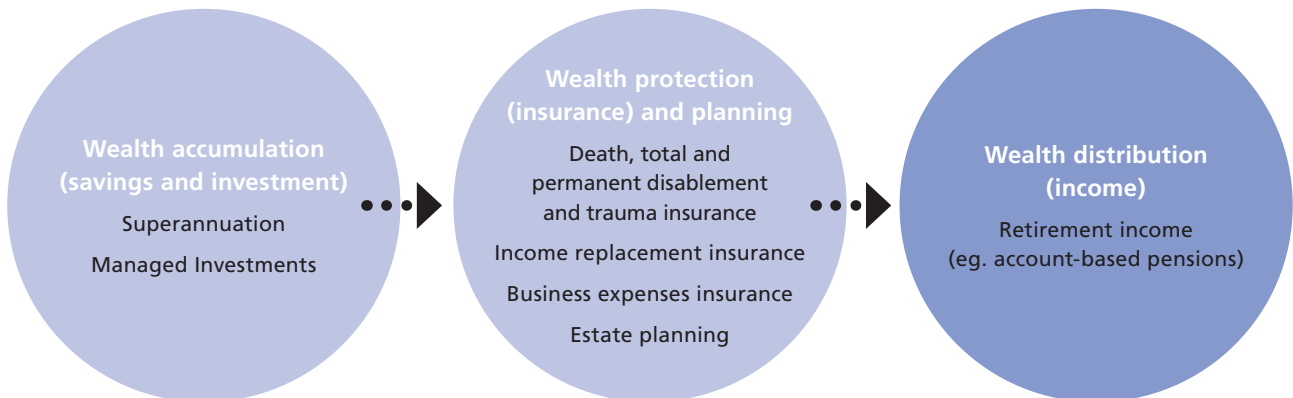 Wealth accumulation
(savings and investment)
Superannuation
Managed Investments
Wealth protection
(insurance) and planning
Death, total and
permanent disablement
and trauma insurance
Income replacement insurance
Business expenses insurance
Estate planning
Wealth distribution
(income)
Retirement income
(eg. account-based pensions)